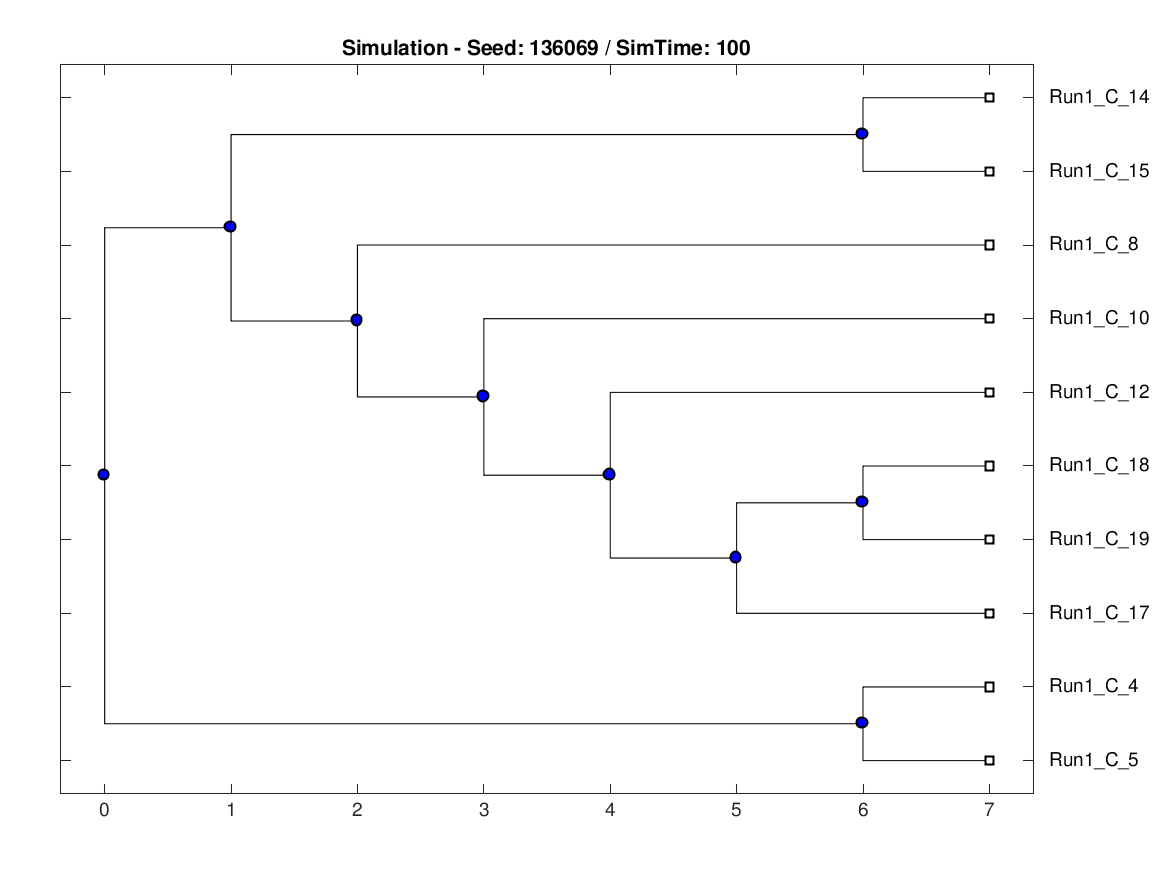 Simulation - Seed: 136069 / SimTime: 100
Run1_C_14
Run1_C_15
Run1_C_8
Run1_C_10
Run1_C_12
Run1_C_18
Run1_C_19
Run1_C_17
Run1_C_4
Run1_C_5
0 1 2 3 4 5 6 7